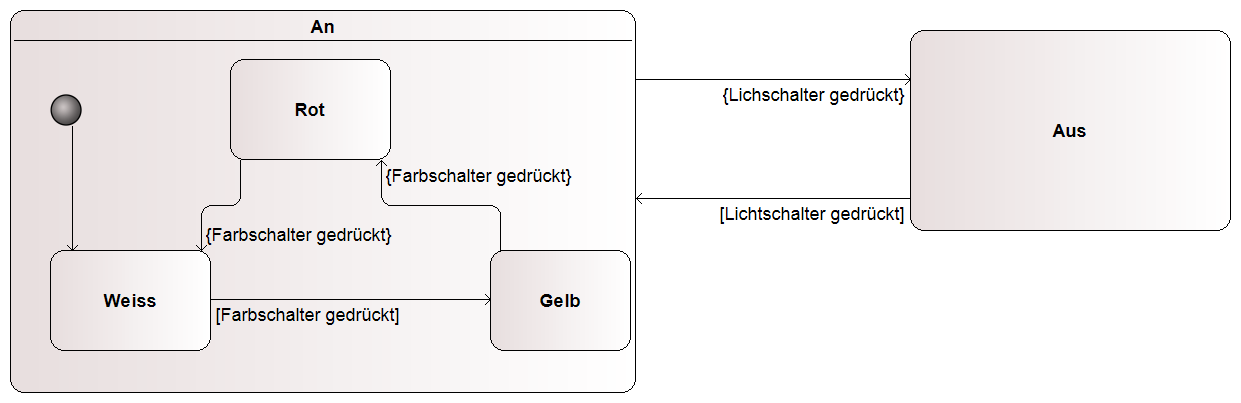 An
Rot
{Lichschalter gedrückt}
Aus
{Farbschalter gedrückt}
[Lichtschalter gedrückt]
{Farbschalter gedrückt}
Weiss
Gelb
[Farbschalter gedrückt]